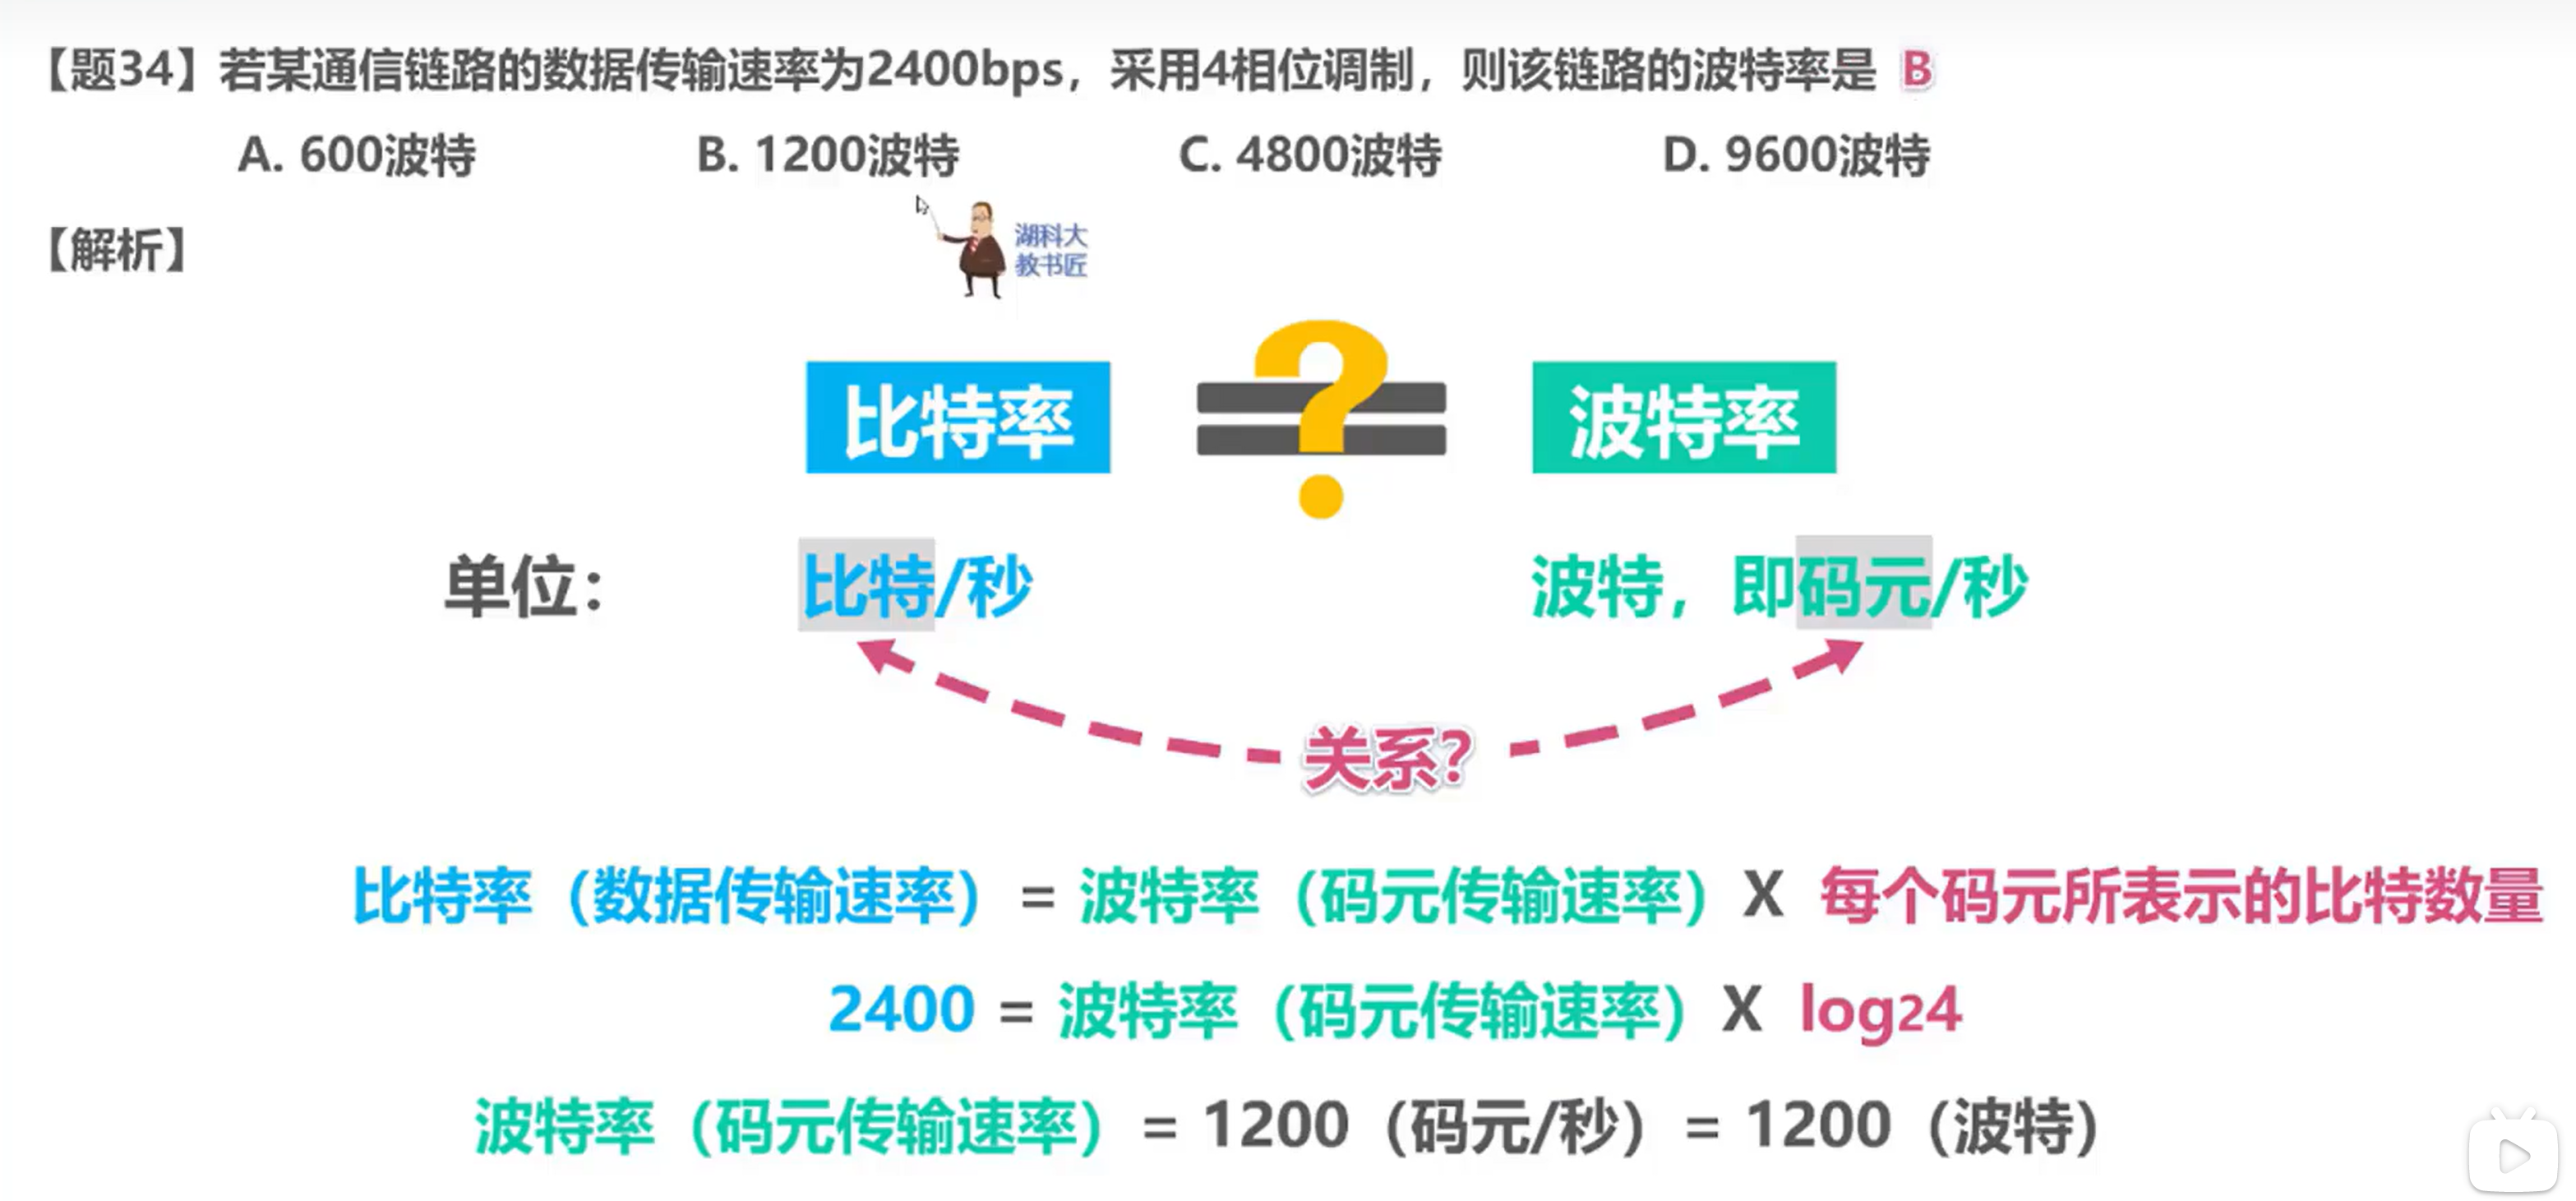 【题34】若某通信链路的数据传输速率为2400bps，采用4相位调制，则该链路的波特率是 B
A. 600波特 B. 1200波特 C. 4800波特 D. 9600波特
【解析】
湖科大
教书匠
比特率 ? 波特率
单位： 比特/秒 波特，即码元/秒
关系？
比特率（数据传输速率） = 波特率（码元传输速率） X 每个码元所表示的比特数量
2400 = 波特率（码元传输速率） X log24
波特率（码元传输速率） = 1200（码元/秒） = 1200（波特）